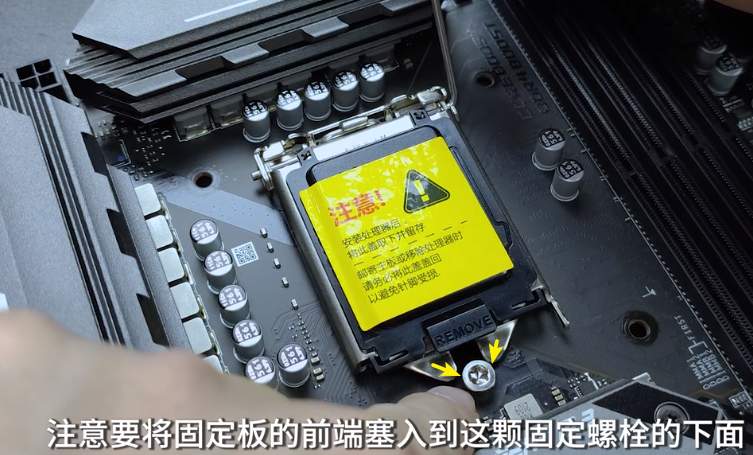 DDR4 BOOST
注意!
安装处理器后
将此盖取下并留存
邮寄主板或移除处理器时
请务必将此盖盖回
以避免针脚受损
REMOVE
FIRST
注意要将固定板的前端塞入到这颗固定螺栓的下面